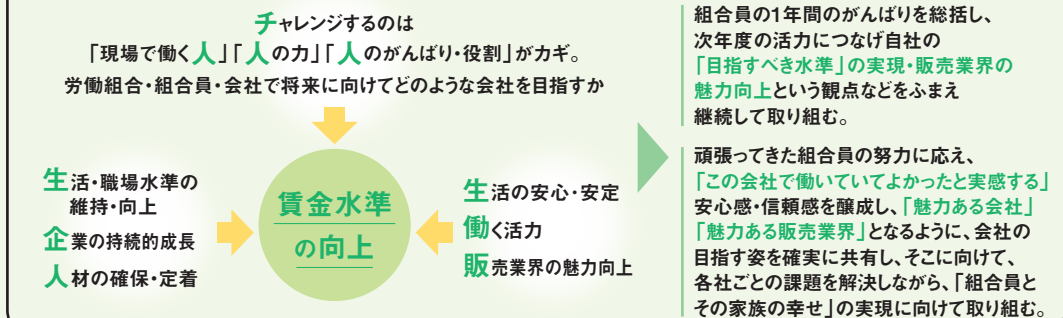 チャレンジするのは
「現場で働く人」「人の力」「人のがんばり・役割」がカギ。
労働組合・組合員・会社で将来に向けてどのような会社を目指すか
生活・職場水準の
維持・向上
企業の持続的成長
人材の確保・定着
賃金水準
の向上
生活の安心・安定
働く活力
販売業界の魅力向上
組合員の1年間のがんばりを総括し、
次年度の活力につなげ自社の
「目指すべき水準」の実現・販売業界の
魅力向上という観点などをふまえ
継続して取り組む。
頑張ってきた組合員の努力に応え、
「この会社で働いていてよかったと実感する」
安心感・信頼感を醸成し、「魅力ある会社」
「魅力ある販売業界」となるように、会社の
目指す姿を確実に共有し、そこに向けて、
各社ごとの課題を解決しながら、「組合員と
その家族の幸せ」の実現に向けて取り組む。